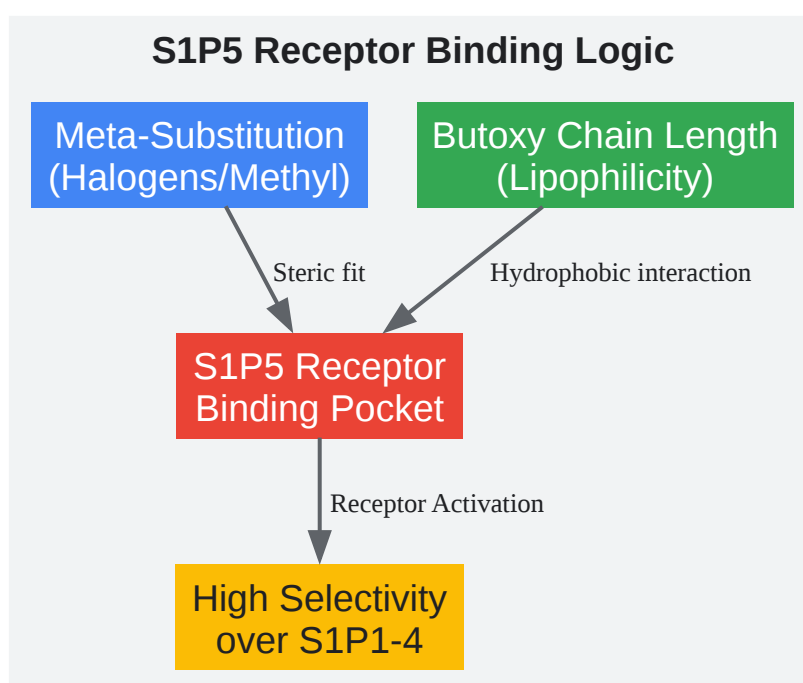 S1P5 Receptor Binding Logic
Meta-Substitution
(Halogens/Methyl)
Butoxy Chain Length
(Lipophilicity)
Steric fit
Hydrophobic interaction
S1P5 Receptor
Binding Pocket
Receptor Activation
High Selectivity
over S1P1-4